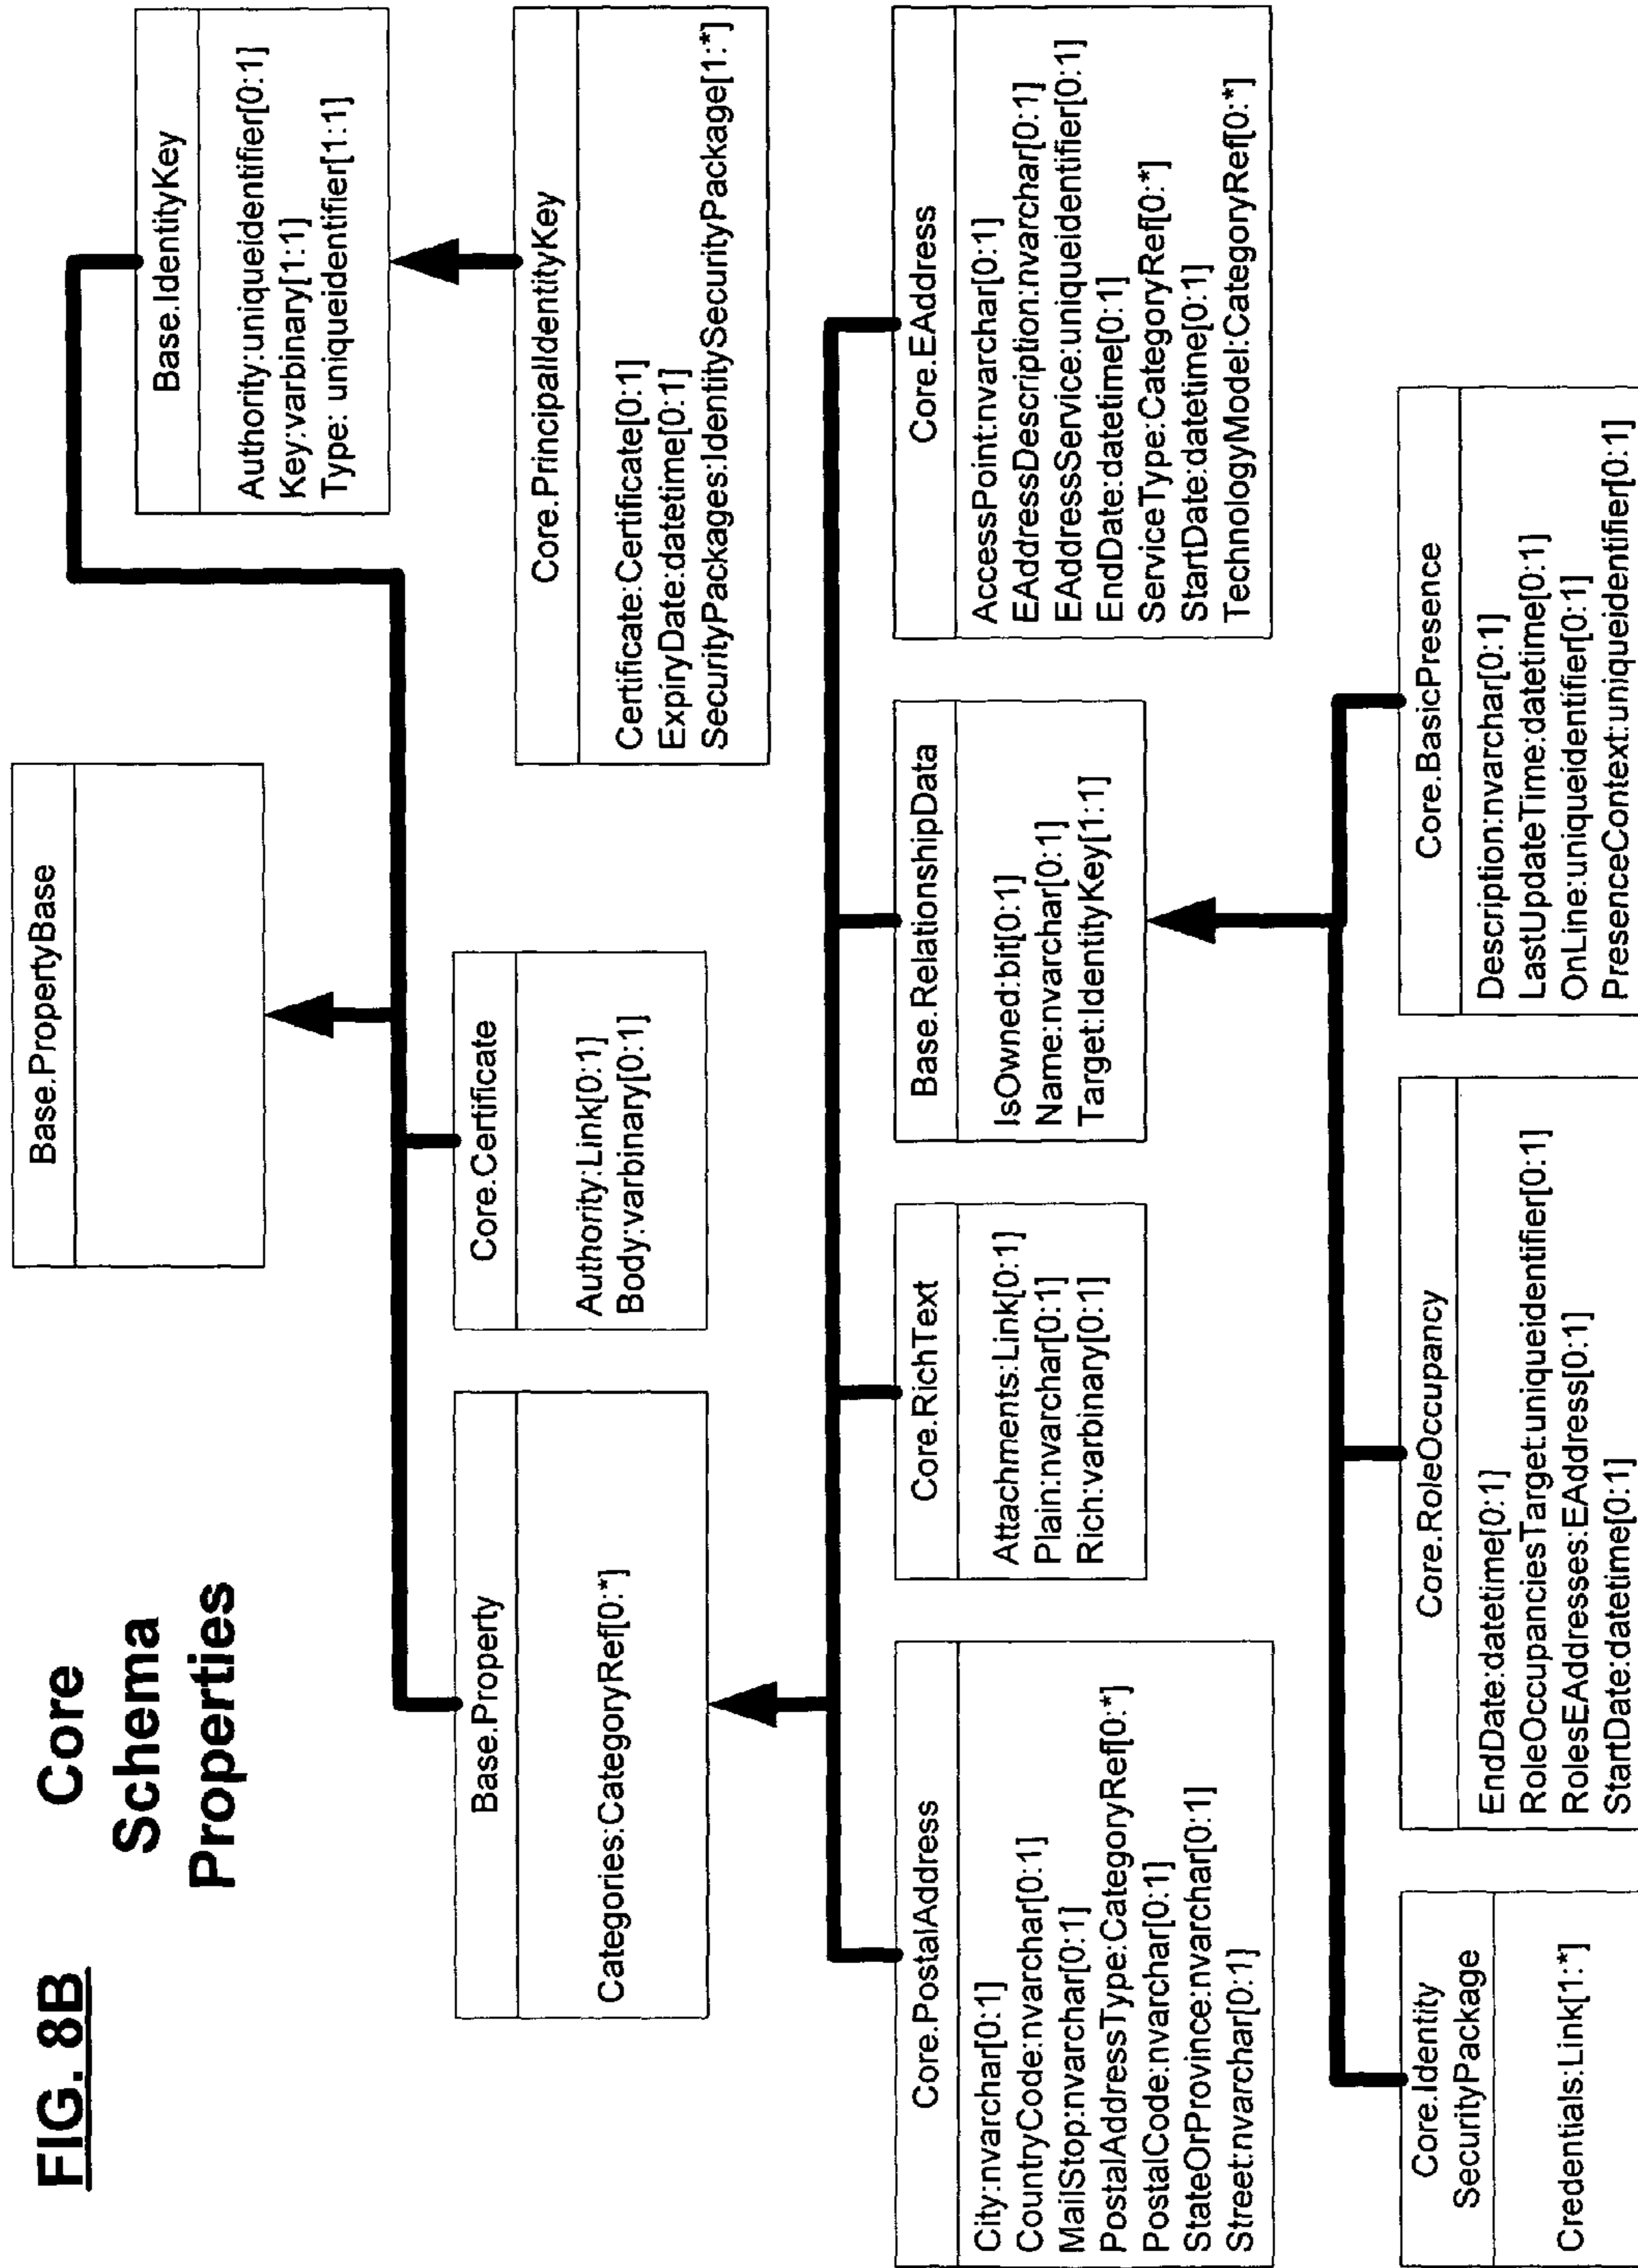 FIG. 8B
Core
Schema
Properties
Base.PropertyBase
Base.IdentityKey
Authority:uniqueidentifier[0:1]
Key:varbinary[1:1]
Type: uniqueidentifier[1:1]
Base.Property
Categories:CategoryRef[0:*]
Core.Certificate
Authority:Link[0:1]
Body:varbinary[0:1]
Core.PrincipalIdentityKey
Certificate:Certificate[0:1]
ExpiryDate:datetime[0:1]
SecurityPackages:IdentitySecurityPackage[1:*]
Core.PostalAddress
City:nvarchar[0:1]
CountryCode:nvarchar[0:1]
MailStop:nvarchar[0:1]
PostalAddressType:CategoryRef[0:*]
PostalCode:nvarchar[0:1]
StateOrProvince:nvarchar[0:1]
Street:nvarchar[0:1]
Core.RichText
Attachments:Link[0:1]
Plain:nvarchar[0:1]
Rich:varbinary[0:1]
Base.RelationshipData
IsOwned:bit[0:1]
Name:nvarchar[0:1]
Target:IdentityKey[1:1]
Core.EAddress
AccessPoint:nvarchar[0:1]
EAddressDescription:nvarchar[0:1]
EAddressService:uniqueidentifier[0:1]
EndDate:datetime[0:1]
ServiceType:CategoryRef[0:*]
StartDate:datetime[0:1]
TechnologyModel:CategoryRef[0:*]
Core.Identity
SecurityPackage
Credentials:Link[1:*]
Core.RoleOccupancy
EndDate:datetime[0:1]
RoleOccupanciesTarget:uniqueidentifier[0:1]
RolesEAddresses:EAddress[0:1]
StartDate:datetime[0:1]
Core.BasicPresence
Description:nvarchar[0:1]
LastUpdateTime:datetime[0:1]
OnLine:uniqueidentifier[0:1]
PresenceContext:uniqueidentifier[0:1]